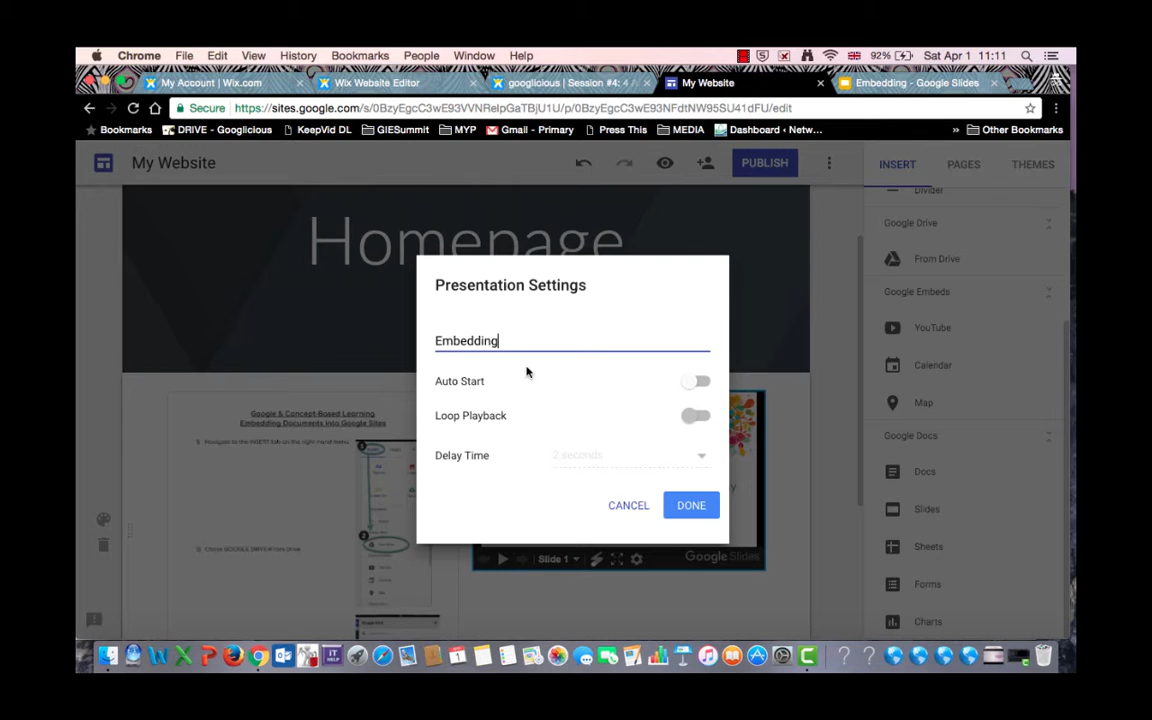 Chrome File Edit View History Bookmarks People Window Help 92% Sat Apr 1 11:11
My Account | Wix.com Wix Website Editor googlicious | Session #4: 4 / My Website Embedding - Google Slides
Secure https://sites.google.com/s/0BzyEgcC3wE93VVNRelpGaTBjU1U/p/0BzyEgcC3wE93NFdtNW95SU41dFU/edit
Bookmarks DRIVE - Googlicious KeepVid DL GIESummit MYP Gmail - Primary Press This MEDIA Dashboard ‹ Netw... » Other Bookmarks
My Website PUBLISH INSERT PAGES THEMES
Divider
Homepage
Google Drive
From Drive
Google Embeds
YouTube
Calendar
Map
Google Docs
Docs
Slides
Sheets
Forms
Charts
Presentation Settings
Embedding
Auto Start
Loop Playback
Delay Time 2 seconds
CANCEL DONE
Google & Concept-Based Learning
Embedding Documents into Google Sites
Slide 1 Google Slides